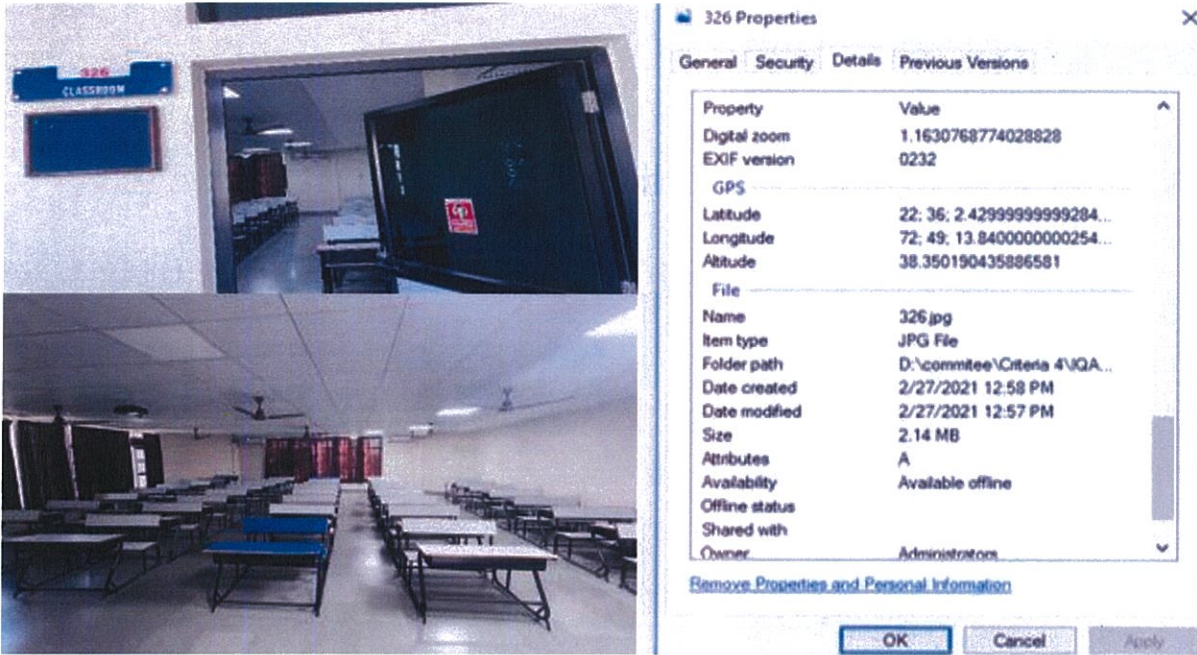 326
CLASSROOM
326 Properties
General Security Details Previous Versions
Property Value
Digital zoom 1.1630768774028828
EXIF version 0232
GPS
Latitude 22; 36; 2.42999999999284...
Longitude 72; 49; 13.8400000000254...
Altitude 38.350190435886581
File
Name 326.jpg
Item type JPG File
Folder path D:\commitee\Criteria 4\IQA...
Date created 2/27/2021 12:58 PM
Date modified 2/27/2021 12:57 PM
Size 2.14 MB
Attributes A
Availability Available offline
Offline status
Shared with
Owner Administrators
Remove Properties and Personal Information
OK Cancel Apply